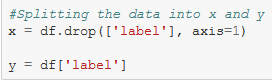 #Splitting the data into x and y
x = df.drop(['label'], axis=1)
y = df['label']